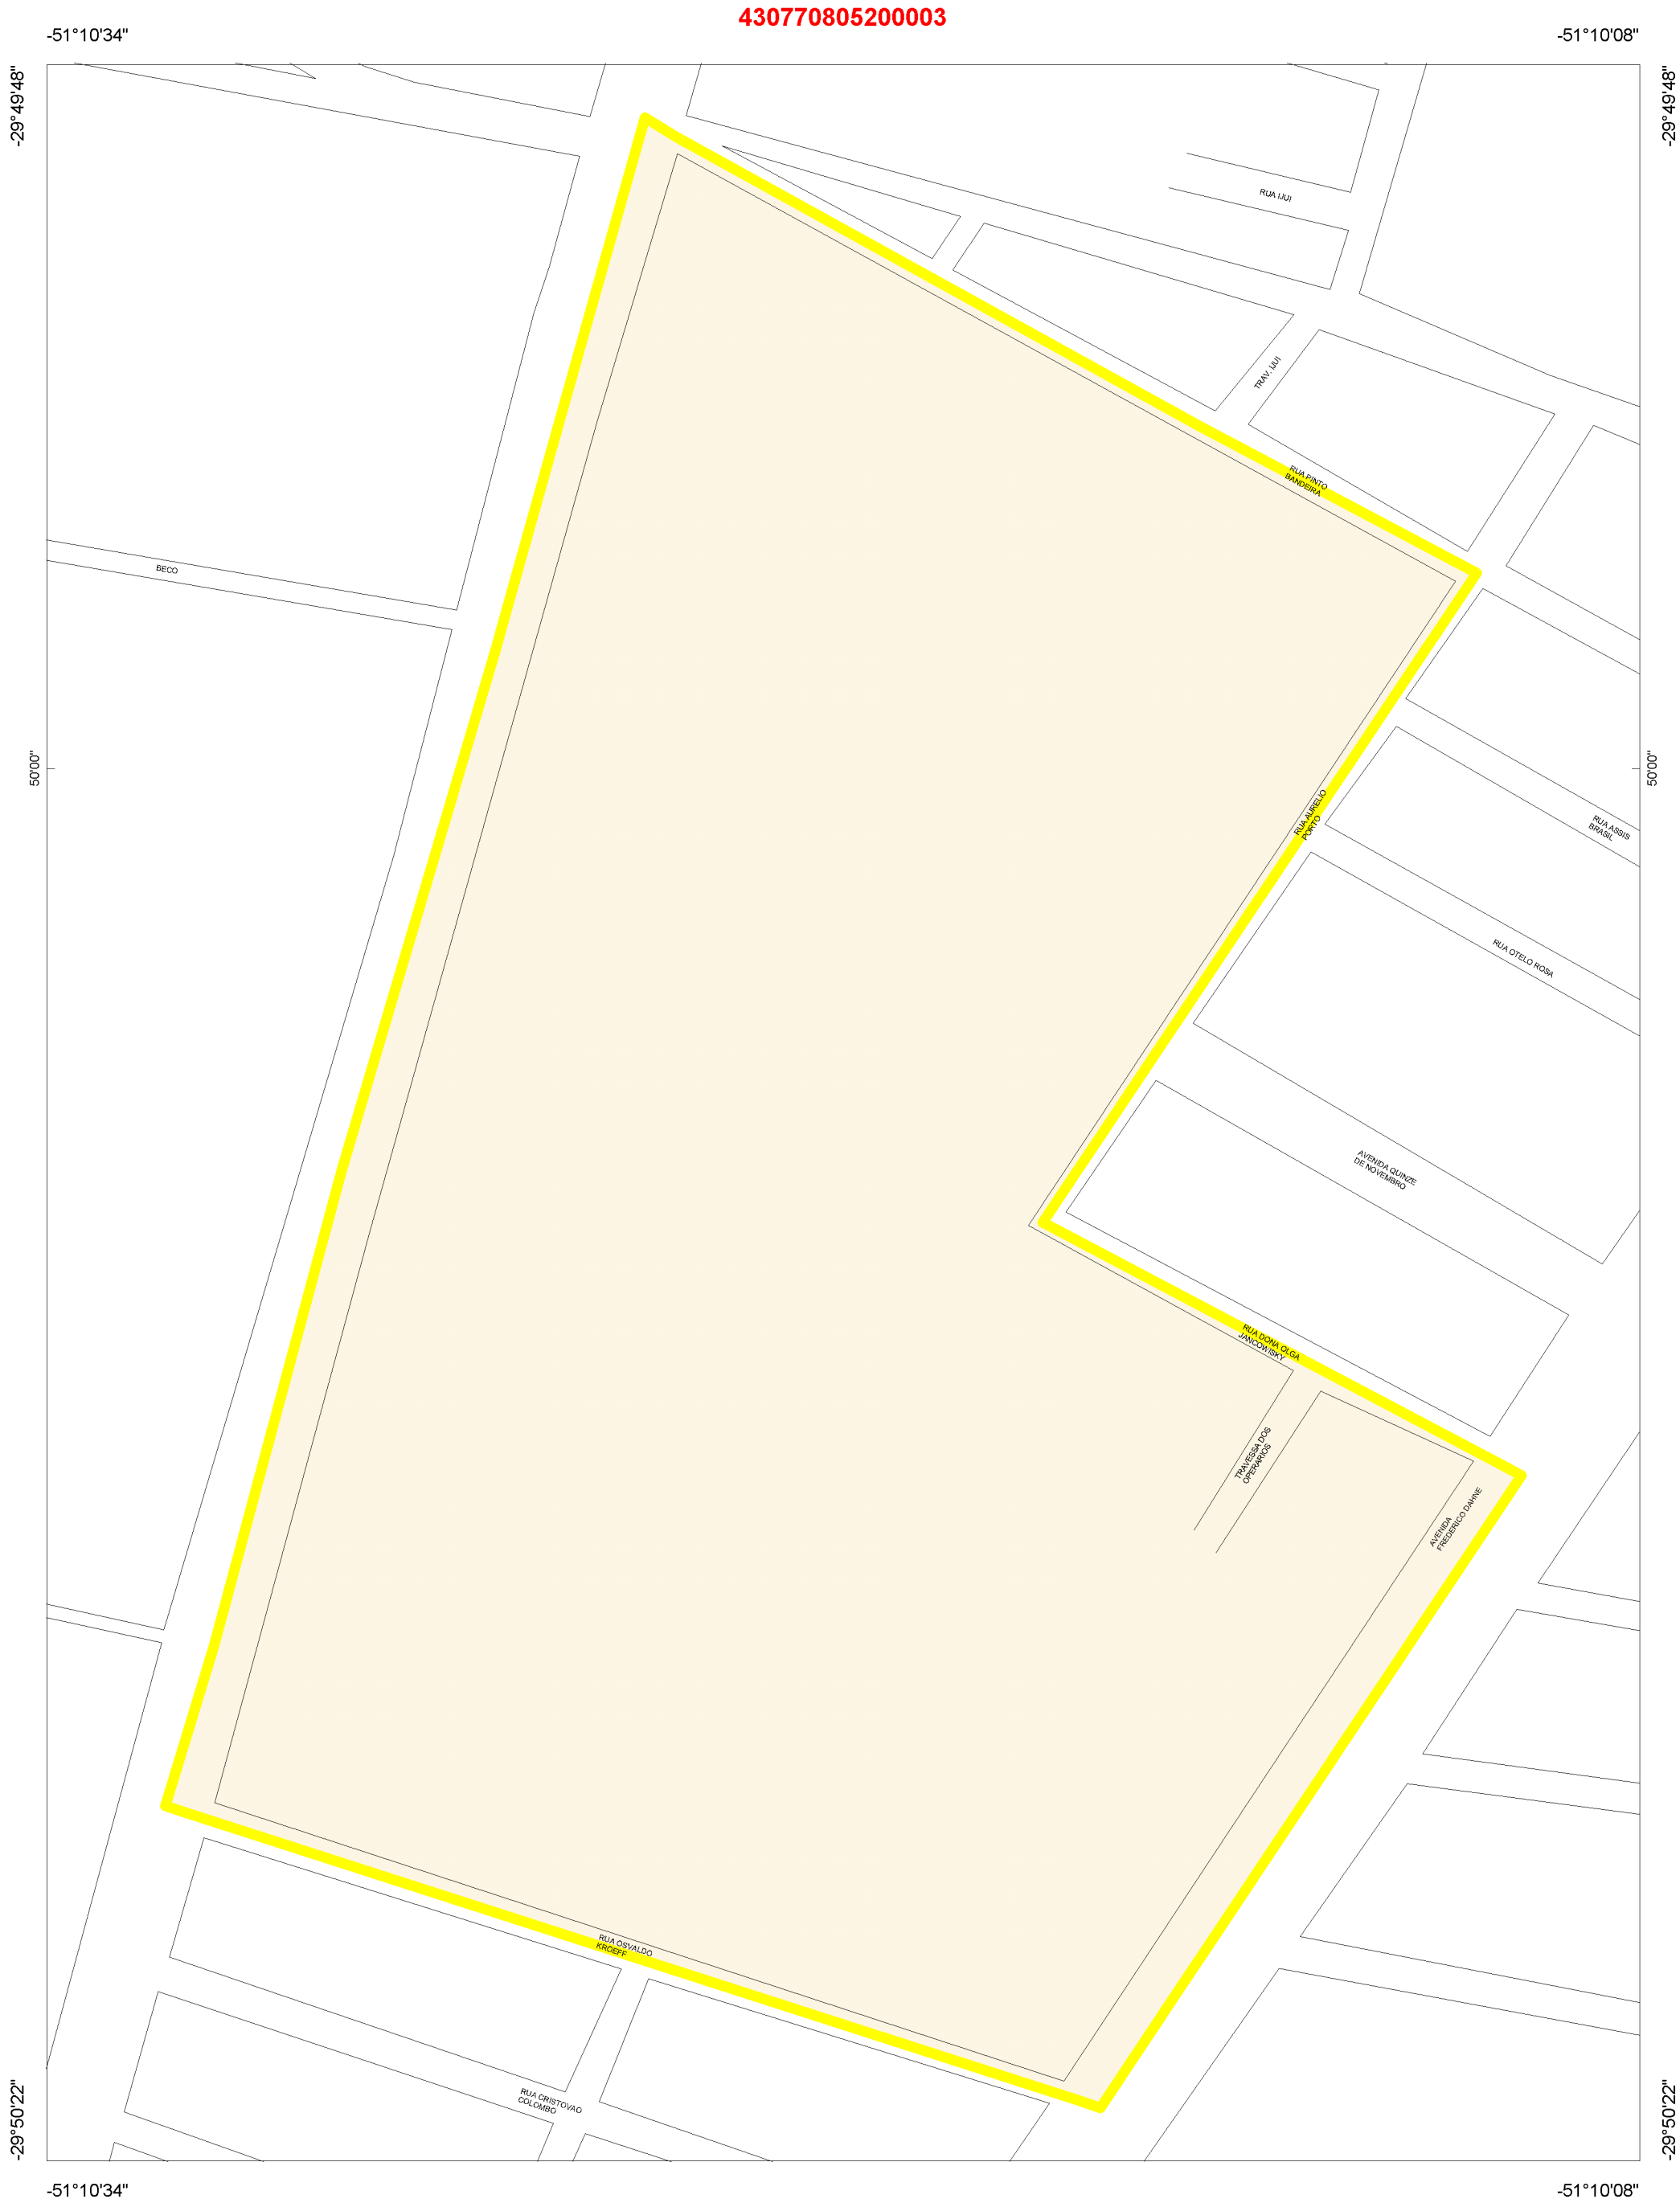 430770805200003
-51°10'34"
-51°10'08"
-29°49'48"
-29°49'48"
RUA IJUI
TRAV. IJUI
RUA PINTO
BANDEIRA
BECO
50'00"
50'00"
RUA AURELIO
PORTO
RUA ASSIS
BRASIL
RUA OTELO ROSA
AVENIDA QUINZE
DE NOVEMBRO
RUA DONA OLGA
JANCOWISKY
TRAVESSA DOS
OPERARIOS
AVENIDA
FREDERICO DAHNE
RUA OSVALDO
KROEFF
RUA CRISTOVAO
COLOMBO
-29°50'22"
-29°50'22"
-51°10'34"
-51°10'08"